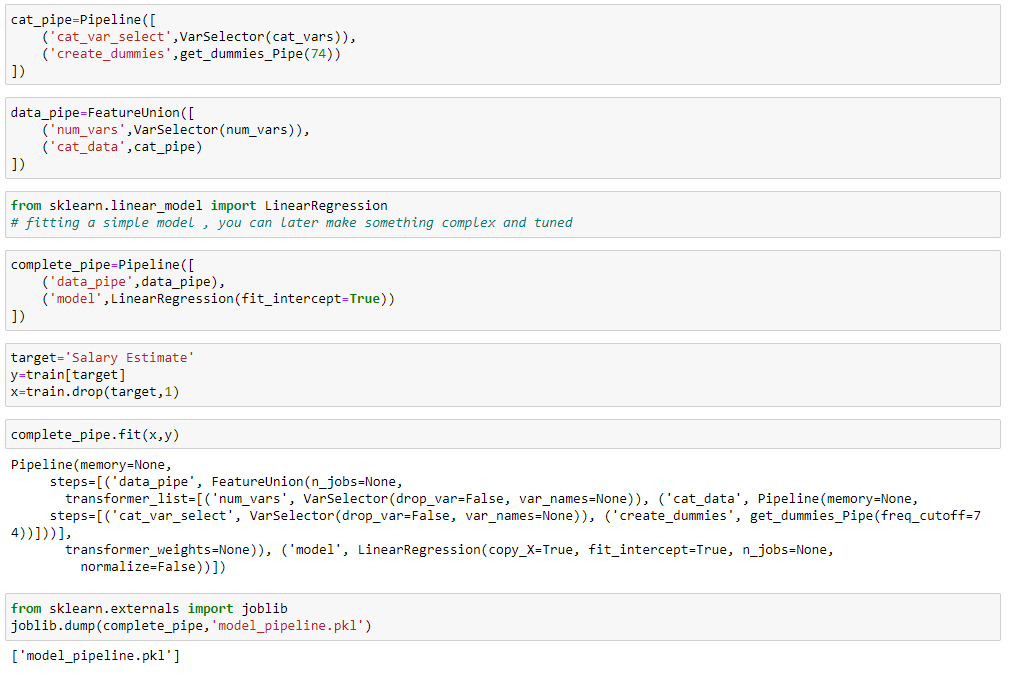 cat_pipe=Pipeline([
    ('cat_var_select',VarSelector(cat_vars)),
    ('create_dummies',get_dummies_Pipe(74))
])
data_pipe=FeatureUnion([
    ('num_vars',VarSelector(num_vars)),
    ('cat_data',cat_pipe)
])
from sklearn.linear_model import LinearRegression
# fitting a simple model , you can later make something complex and tuned
complete_pipe=Pipeline([
    ('data_pipe',data_pipe),
    ('model',LinearRegression(fit_intercept=True))
])
target='Salary Estimate'
y=train[target]
x=train.drop(target,1)
complete_pipe.fit(x,y)
Pipeline(memory=None,
     steps=[('data_pipe', FeatureUnion(n_jobs=None,
       transformer_list=[('num_vars', VarSelector(drop_var=False, var_names=None)), ('cat_data', Pipeline(memory=None,
     steps=[('cat_var_select', VarSelector(drop_var=False, var_names=None)), ('create_dummies', get_dummies_Pipe(freq_cutoff=7
4))]))],
       transformer_weights=None)), ('model', LinearRegression(copy_X=True, fit_intercept=True, n_jobs=None,
         normalize=False))])
from sklearn.externals import joblib
joblib.dump(complete_pipe,'model_pipeline.pkl')
['model_pipeline.pkl']